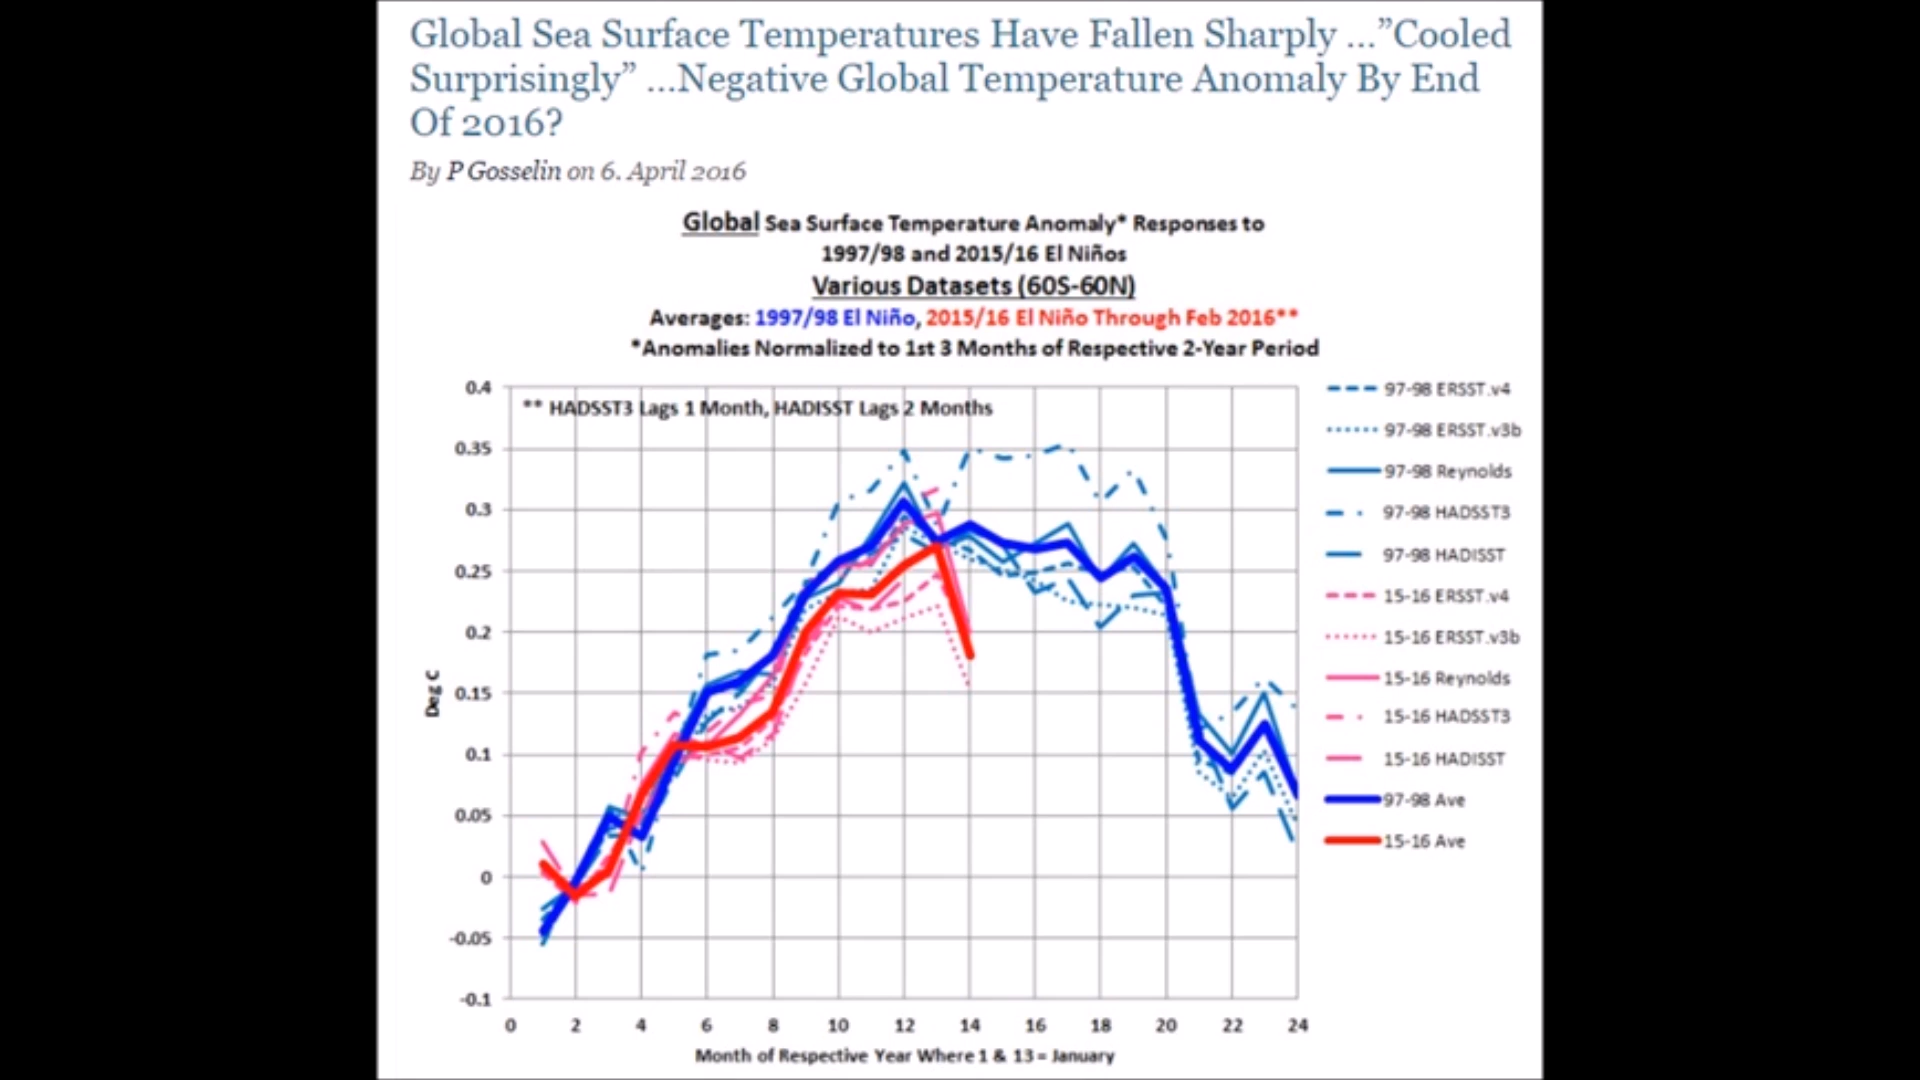 Global Sea Surface Temperatures Have Fallen Sharply …”Cooled
Surprisingly” …Negative Global Temperature Anomaly By End
Of 2016?
By P Gosselin on 6. April 2016
Global Sea Surface Temperature Anomaly* Responses to
1997/98 and 2015/16 El Niños
Various Datasets (60S-60N)
Averages: 1997/98 El Niño, 2015/16 El Niño Through Feb 2016**
*Anomalies Normalized to 1st 3 Months of Respective 2-Year Period
** HADSST3 Lags 1 Month, HADISST Lags 2 Months
0.4
0.35
0.3
0.25
0.2
0.15
0.1
0.05
0
-0.05
-0.1
Deg C
0 2 4 6 8 10 12 14 16 18 20 22 24
Month of Respective Year Where 1 & 13 = January
97-98 ERSST.v4
97-98 ERSST.v3b
97-98 Reynolds
97-98 HADSST3
97-98 HADISST
15-16 ERSST.v4
15-16 ERSST.v3b
15-16 Reynolds
15-16 HADSST3
15-16 HADISST
97-98 Ave
15-16 Ave